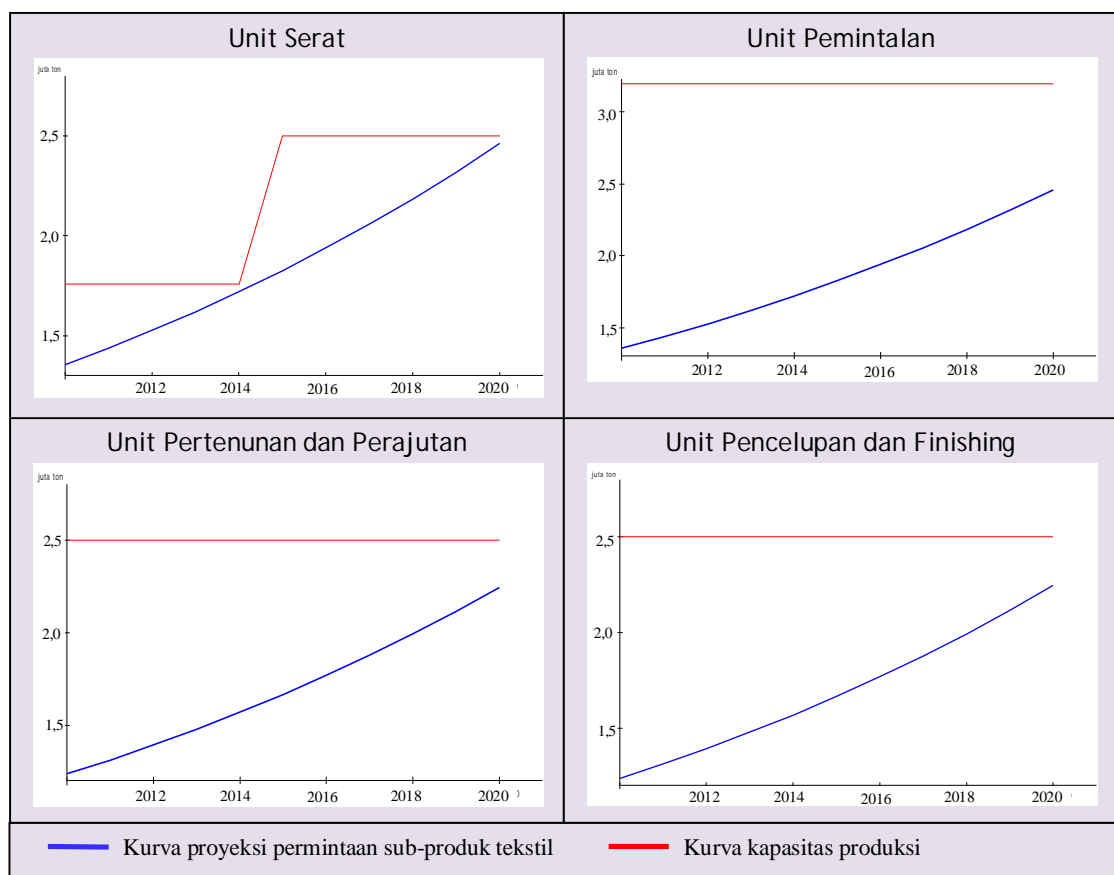 Unit Serat
juta ton
2,5
2,0
1,5
2012 2014 2016 2018 2020
Unit Pemintalan
juta ton
3,0
2,5
2,0
1,5
2012 2014 2016 2018 2020
Unit Pertenunan dan Perajutan
juta ton
2,5
2,0
1,5
2012 2014 2016 2018 2020
Unit Pencelupan dan Finishing
juta ton
2,5
2,0
1,5
2012 2014 2016 2018 2020
Kurva proyeksi permintaan sub-produk tekstil
Kurva kapasitas produksi